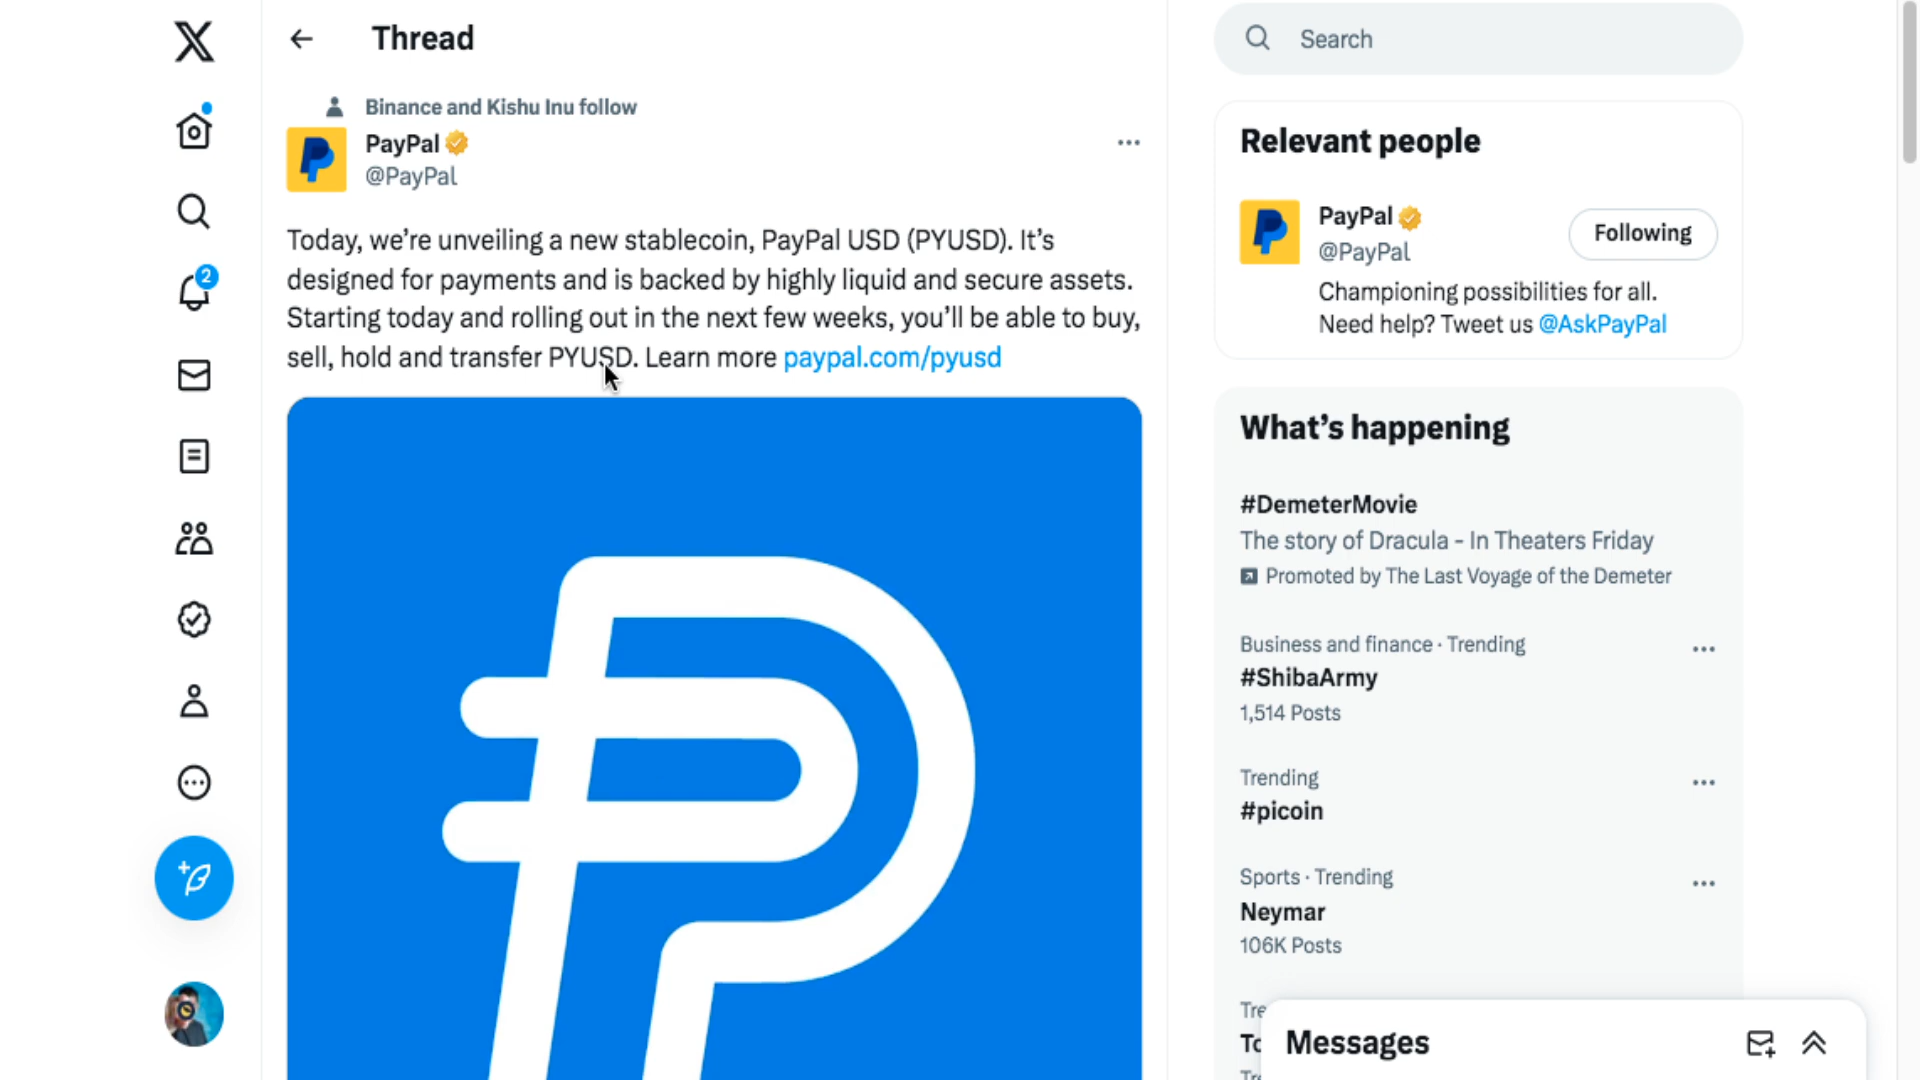 Thread
Binance and Kishu Inu follow
PayPal
@PayPal
Today, we’re unveiling a new stablecoin, PayPal USD (PYUSD). It’s
designed for payments and is backed by highly liquid and secure assets.
Starting today and rolling out in the next few weeks, you’ll be able to buy,
sell, hold and transfer PYUSD. Learn more paypal.com/pyusd
2
Search
Relevant people
PayPal
@PayPal
Following
Championing possibilities for all.
Need help? Tweet us @AskPayPal
What’s happening
#DemeterMovie
The story of Dracula - In Theaters Friday
Promoted by The Last Voyage of the Demeter
Business and finance · Trending
#ShibaArmy
1,514 Posts
Trending
#picoin
Sports · Trending
Neymar
106K Posts
Messages